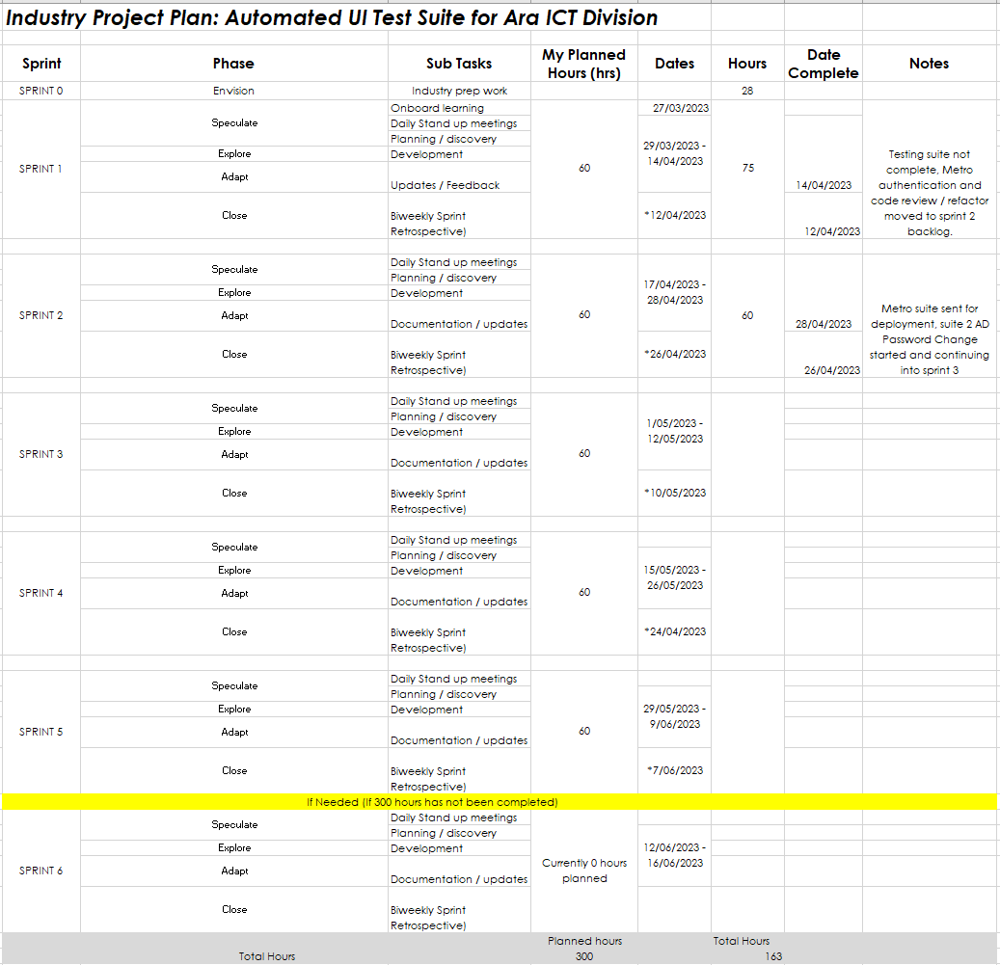 Industry Project Plan: Automated UI Test Suite for Ara ICT Division
Sprint Phase Sub Tasks My Planned Hours (hrs) Dates Hours Date Complete Notes
SPRINT 0 Envision Industry prep work 28
SPRINT 1
Speculate
Onboard learning
Daily Stand up meetings
Planning / discovery
Explore
Development
Adapt
Updates / Feedback
Close
Biweekly Sprint
Retrospective)
60
27/03/2023
29/03/2023 -
14/04/2023
*12/04/2023
75
14/04/2023
12/04/2023
Testing suite not
complete, Metro
authentication and
code review / refactor
moved to sprint 2
backlog.
SPRINT 2
Speculate
Daily Stand up meetings
Planning / discovery
Explore
Development
Adapt
Documentation / updates
Close
Biweekly Sprint
Retrospective)
60
17/04/2023 -
28/04/2023
*26/04/2023
60
28/04/2023
26/04/2023
Metro suite sent for
deployment, suite 2 AD
Password Change
started and continuing
into sprint 3
SPRINT 3
Speculate
Daily Stand up meetings
Planning / discovery
Explore
Development
Adapt
Documentation / updates
Close
Biweekly Sprint
Retrospective)
60
1/05/2023 -
12/05/2023
*10/05/2023
SPRINT 4
Speculate
Daily Stand up meetings
Planning / discovery
Explore
Development
Adapt
Documentation / updates
Close
Biweekly Sprint
Retrospective)
60
15/05/2023 -
26/05/2023
*24/04/2023
SPRINT 5
Speculate
Daily Stand up meetings
Planning / discovery
Explore
Development
Adapt
Documentation / updates
Close
Biweekly Sprint
Retrospective)
60
29/05/2023 -
9/06/2023
*7/06/2023
If Needed (If 300 hours has not been completed)
SPRINT 6
Speculate
Daily Stand up meetings
Planning / discovery
Explore
Development
Adapt
Documentation / updates
Close
Biweekly Sprint
Retrospective)
Currently 0 hours
planned
12/06/2023 -
16/06/2023
Planned hours Total Hours
Total Hours 300 163